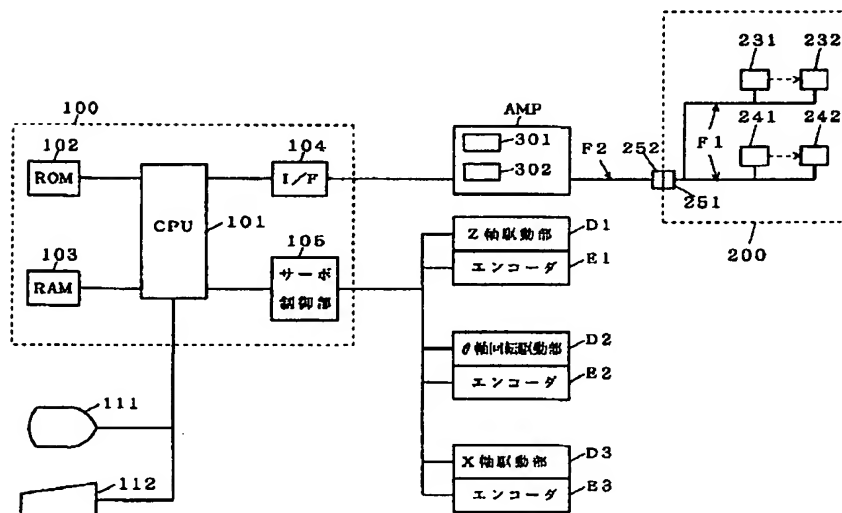 231
232
100
AMP
241
242
102
104
301
F2
252
F1
ROM
I/F
302
CPU
101
251
103
105
Z軸駆動部
D1
200
RAM
サーボ
制御部
エンコーダ
E1
θ軸回転駆動部
D2
エンコーダ
E2
111
X軸駆動部
D3
112
エンコーダ
E3